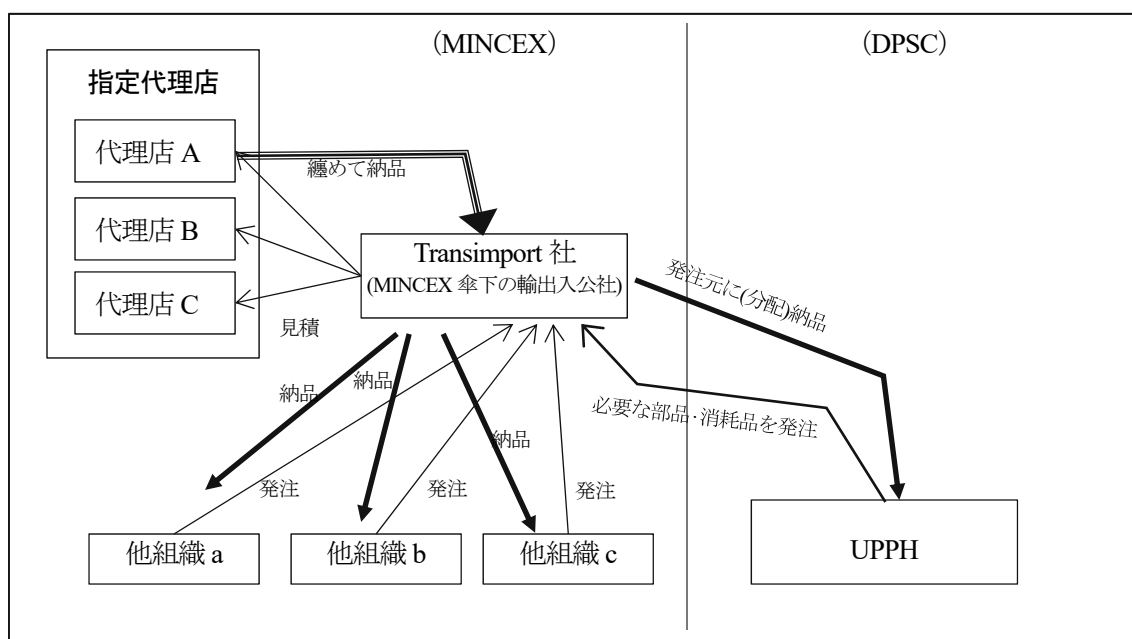 (MINCEX)
(DPSC)
指定代理店
代理店 A
代理店 B
代理店 C
纏めて納品
Transimport 社
(MINCEX 傘下の輸出入公社)
見積
発注元に(分配)納品
必要な部品·消耗品を発注
納品
納品
納品
発注
発注
発注
他組織 a
他組織 b
他組織 c
UPPH